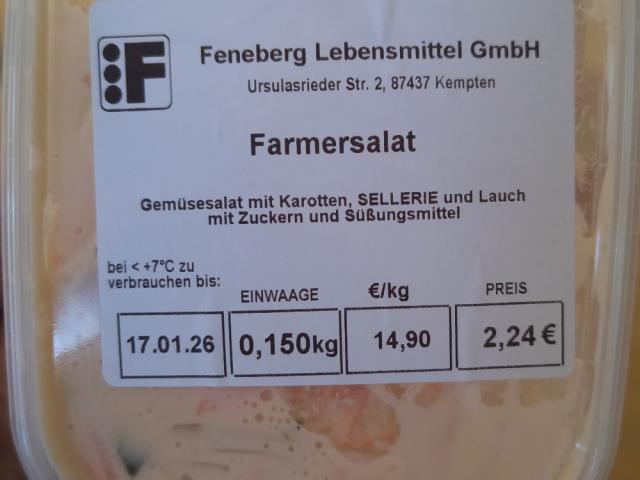 F
Feneberg Lebensmittel GmbH
Ursulasrieder Str. 2, 87437 Kempten
Farmersalat
Gemüsesalat mit Karotten, SELLERIE und Lauch
mit Zuckern und Süßungsmittel
bei < +7°C zu
verbrauchen bis:
EINWAAGE €/kg PREIS
17.01.26 0,150kg 14,90 2,24 €